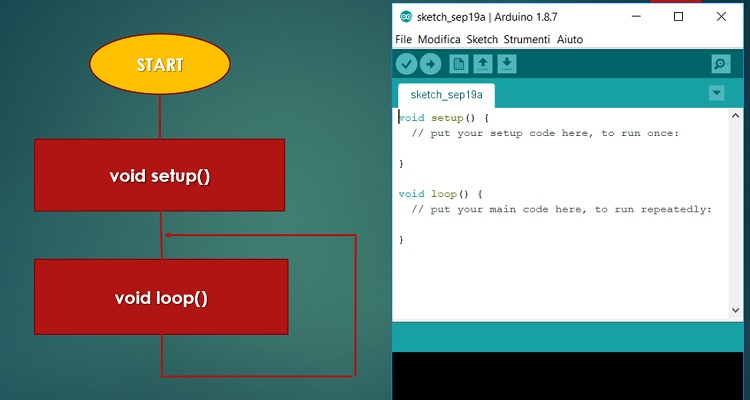 START
void setup()
void loop()
sketch_sep19a | Arduino 1.8.7
File Modifica Sketch Strumenti Aiuto
sketch_sep19a
void setup() {
// put your setup code here, to run once:
}
void loop() {
// put your main code here, to run repeatedly:
}